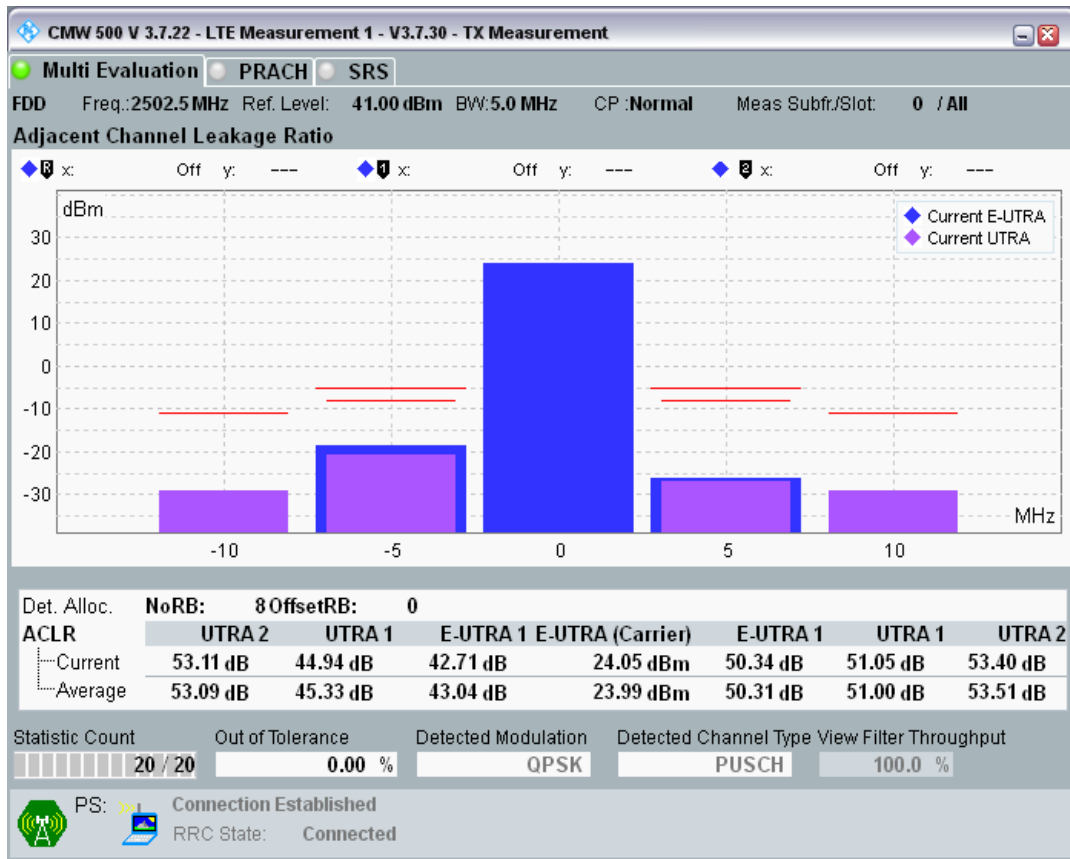 CMW 500 V 3.7.22 - LTE Measurement 1 - V3.7.30 - TX Measurement
Multi Evaluation PRACH SRS
FDD Freq.:2502.5 MHz Ref. Level: 41.00 dBm BW:5.0 MHz CP :Normal Meas Subfr./Slot: 0 / All
Adjacent Channel Leakage Ratio
R x: Off y: --- 1 x: Off y: --- 2 x: Off y: ---
dBm
Current E-UTRA
Current UTRA
30
20
10
0
-10
-20
-30
MHz
-10 -5 0 5 10
Det. Alloc. NoRB: 8 OffsetRB: 0
ACLR UTRA 2 UTRA 1 E-UTRA 1 E-UTRA (Carrier) E-UTRA 1 UTRA 1 UTRA 2
Current 53.11 dB 44.94 dB 42.71 dB 24.05 dBm 50.34 dB 51.05 dB 53.40 dB
Average 53.09 dB 45.33 dB 43.04 dB 23.99 dBm 50.31 dB 51.00 dB 53.51 dB
Statistic Count Out of Tolerance Detected Modulation Detected Channel Type View Filter Throughput
20 / 20 0.00 % QPSK PUSCH 100.0 %
PS: Connection Established
RRC State: Connected